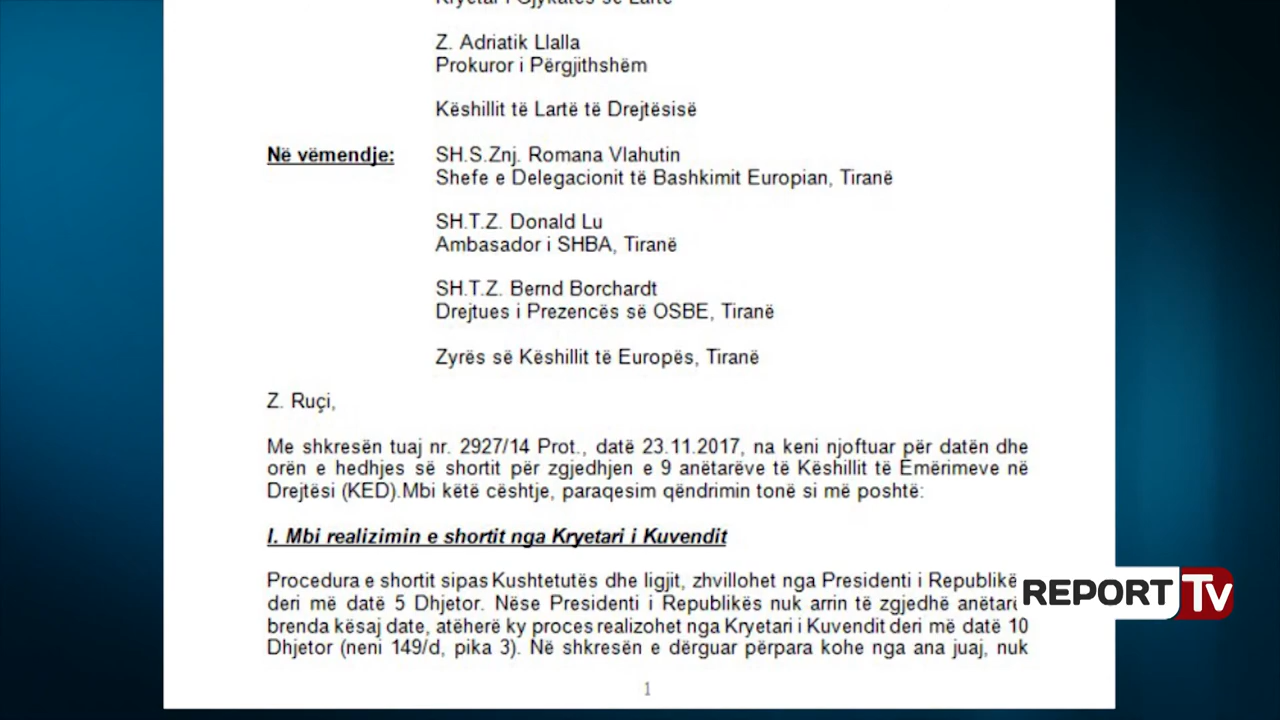 Kryetar i Gjykatës së Lartë
Z. Adriatik Llalla
Prokuror i Përgjithshëm
Këshillit të Lartë të Drejtësisë
Në vëmendje:
SH.S.Znj. Romana Vlahutin
Shefe e Delegacionit të Bashkimit Europian, Tiranë
SH.T.Z. Donald Lu
Ambasador i SHBA, Tiranë
SH.T.Z. Bernd Borchardt
Drejtues i Prezencës së OSBE, Tiranë
Zyrës së Këshillit të Europës, Tiranë
Z. Ruçi,
Me shkresën tuaj nr. 2927/14 Prot., datë 23.11.2017, na keni njoftuar për datën dhe
orën e hedhjes së shortit për zgjedhjen e 9 anëtarëve të Këshillit të Emërimeve në
Drejtësi (KED).Mbi këtë cështje, paraqesim qëndrimin tonë si më poshtë:
I. Mbi realizimin e shortit nga Kryetari i Kuvendit
Procedura e shortit sipas Kushtetutës dhe ligjit, zhvillohet nga Presidenti i Republikë
deri më datë 5 Dhjetor. Nëse Presidenti i Republikës nuk arrin të zgjedhë anëtarë
brenda kësaj date, atëherë ky proces realizohet nga Kryetari i Kuvendit deri më datë 10
Dhjetor (neni 149/d, pika 3). Në shkresën e dërguar përpara kohe nga ana juaj, nuk
1
REPORT Tv